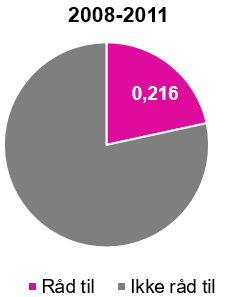 2008-2011
0,216
Råd til
Ikke råd til